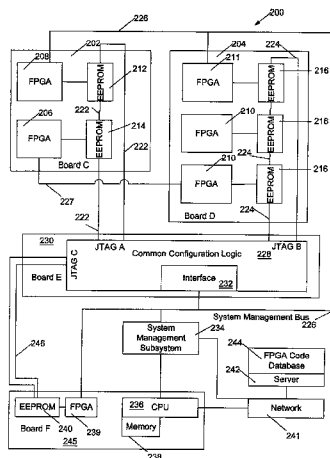 226
200
208
202
204
224
FPGA
EEPROM
212
211
FPGA
EEPROM
216
206
222
214
224
FPGA
EEPROM
222
210
FPGA
EEPROM
216
Board C
210
224
FPGA
EEPROM
216
227
222
224
Board D
230
JTAG A
JTAG B
JTAG C
Common Configuration Logic
228
Board E
Interface
232
System Management Bus
226
246
System Management Subsystem
234
244
FPGA Code Database
242
Server
EEPROM
FPGA
236
CPU
Network
240
239
Memory
241
Board F
245
238